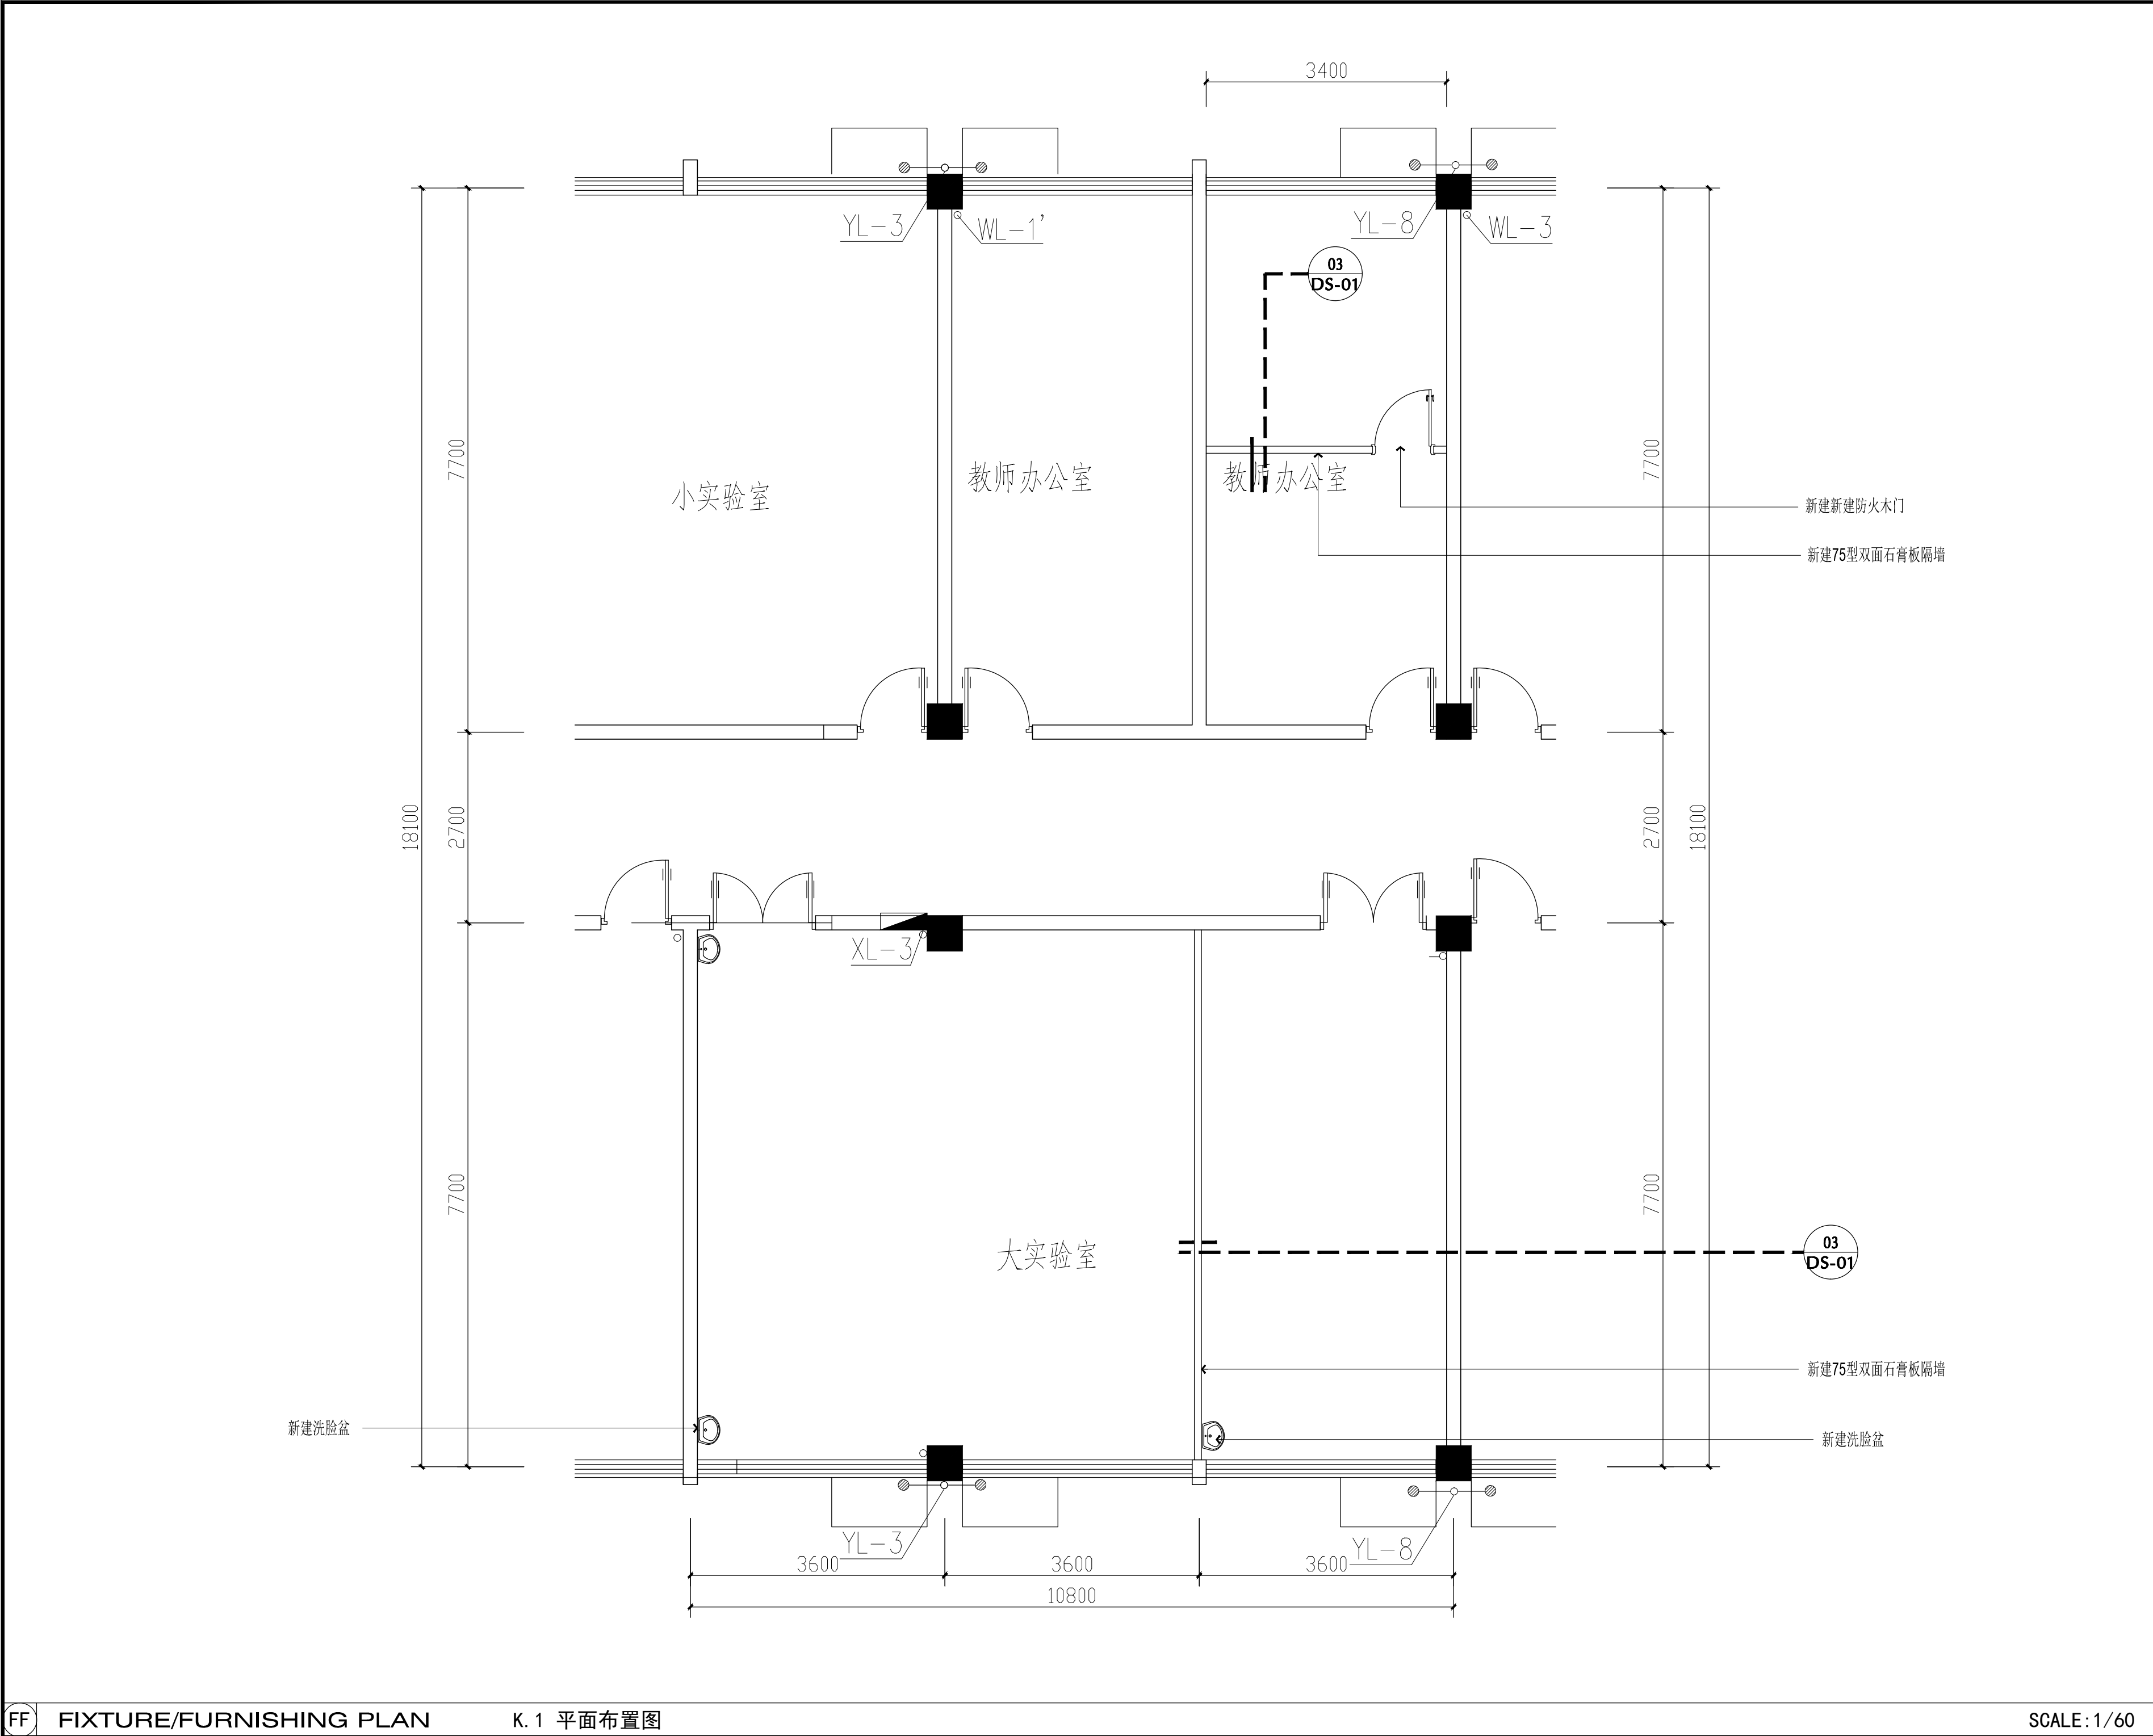 3400
YL-3
WL-1'
YL-8
WL-3
03
DS-01
7700
7700
小实验室
教师办公室
教师办公室
新建新建防火木门
新建75型双面石膏板隔墙
18100
2700
2700
18100
XL-3
7700
7700
大实验室
03
DS-01
新建75型双面石膏板隔墙
新建洗脸盆
新建洗脸盆
YL-3
YL-8
3600
3600
3600
10800
FF FIXTURE/FURNISHING PLAN K.1 平面布置图 SCALE:1/60